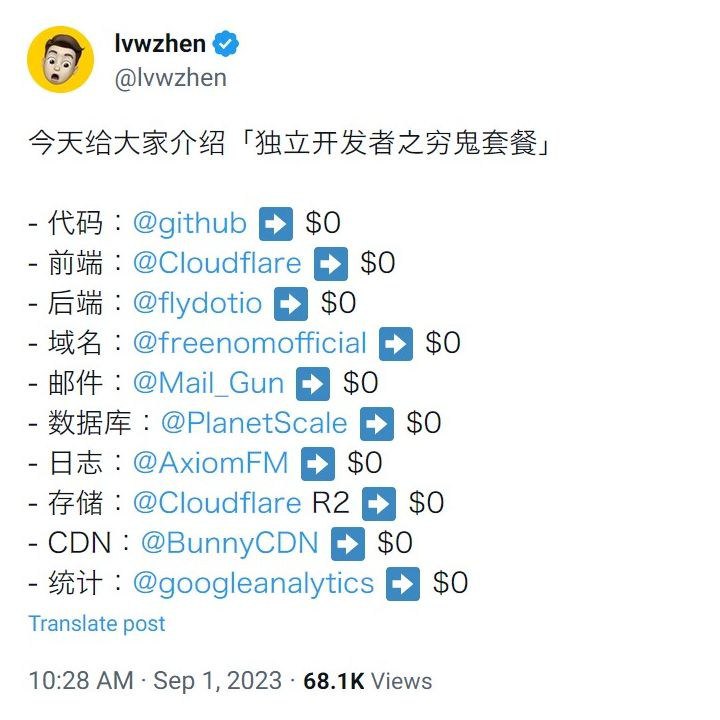 lvwzhen
@lvwzhen
今天给大家介绍「独立开发者之穷鬼套餐」
- 代码：@github ➡️ $0
- 前端：@Cloudflare ➡️ $0
- 后端：@flydotio ➡️ $0
- 域名：@freenomofficial ➡️ $0
- 邮件：@Mail_Gun ➡️ $0
- 数据库：@PlanetScale ➡️ $0
- 日志：@AxiomFM ➡️ $0
- 存储：@Cloudflare R2 ➡️ $0
- CDN：@BunnyCDN ➡️ $0
- 统计：@googleanalytics ➡️ $0
Translate post
10:28 AM · Sep 1, 2023 · 68.1K Views